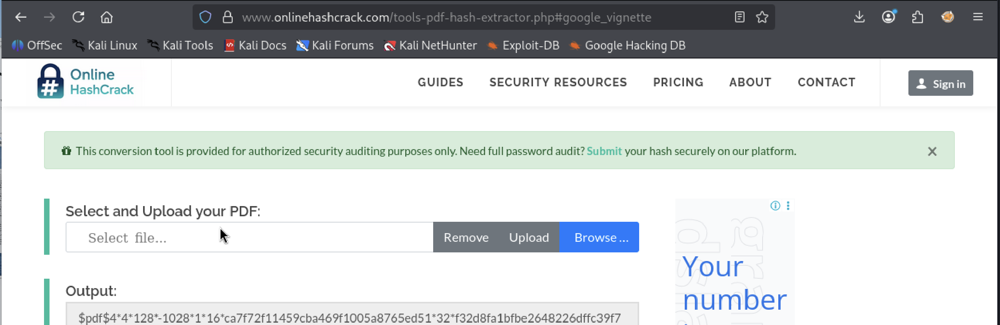 www.onlinehashcrack.com/tools-pdf-hash-extractor.php#google_vignette
OffSec Kali Linux Kali Tools Kali Docs Kali Forums Kali NetHunter Exploit-DB Google Hacking DB
Online
HashCrack
GUIDES SECURITY RESOURCES PRICING ABOUT CONTACT Sign in
This conversion tool is provided for authorized security auditing purposes only. Need full password audit? Submit your hash securely on our platform.
Select and Upload your PDF:
Select file... Remove Upload Browse ...
Your
number
Output:
$pdf$4*4*128*-1028*1*16*ca7f72f11459cba469f1005a8765ed51*32*f32d8fa1bfbe2648226dffc39f7